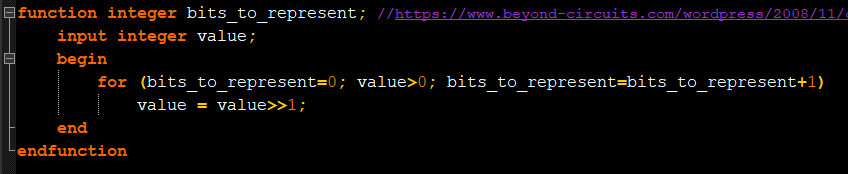 function integer bits_to_represent; //https://www.beyond-circuits.com/wordpress/2008/11/
input integer value;
begin
for (bits_to_represent=0; value>0; bits_to_represent=bits_to_represent+1)
value = value>>1;
end
endfunction